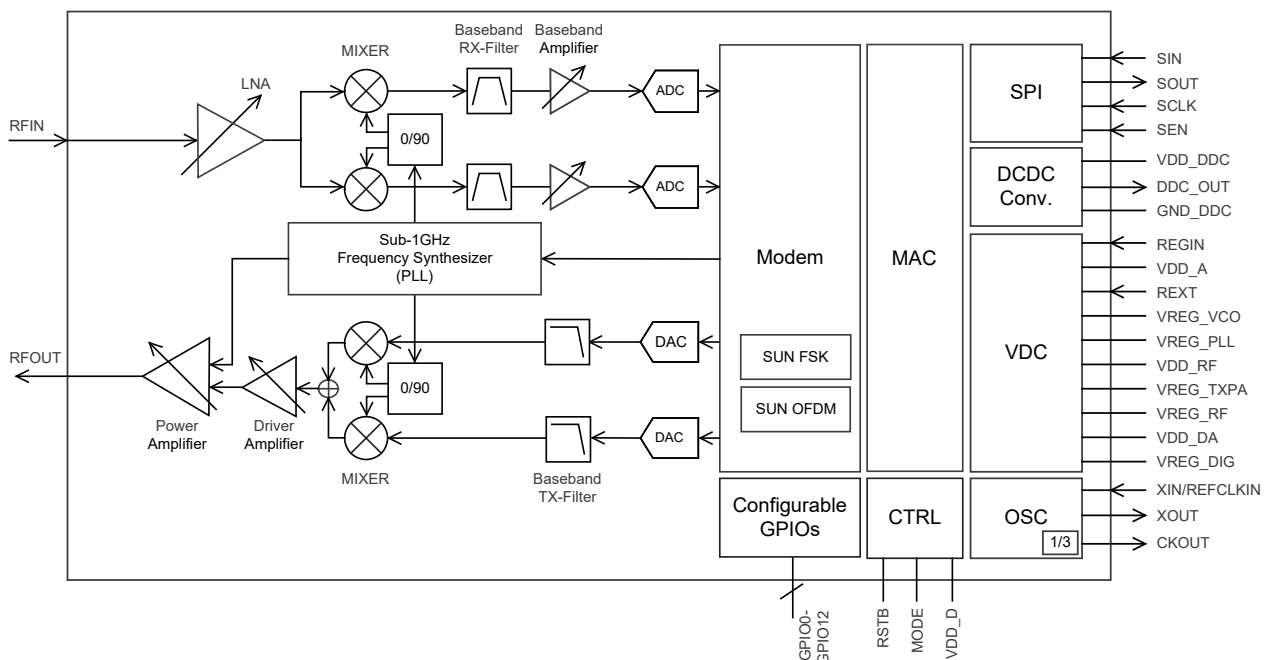 Baseband
RX-Filter
Baseband
Amplifier
MIXER
LNA
ADC
RFIN
0/90
ADC
Sub-1GHz
Frequency Synthesizer
(PLL)
DAC
RFOUT
0/90
Power
Amplifier
Driver
Amplifier
DAC
MIXER
Baseband
TX-Filter
Modem
SUN FSK
SUN OFDM
MAC
SPI
DCDC
Conv.
VDC
Configurable
GPIOs
CTRL
OSC
1/3
SIN
SOUT
SCLK
SEN
VDD_DDC
DDC_OUT
GND_DDC
REGIN
VDD_A
REXT
VREG_VCO
VREG_PLL
VDD_RF
VREG_TXPA
VREG_RF
VDD_DA
VREG_DIG
XIN/REFCLKIN
XOUT
CKOUT
GPIO0-
GPIO12
RSTB
MODE
VDD_D